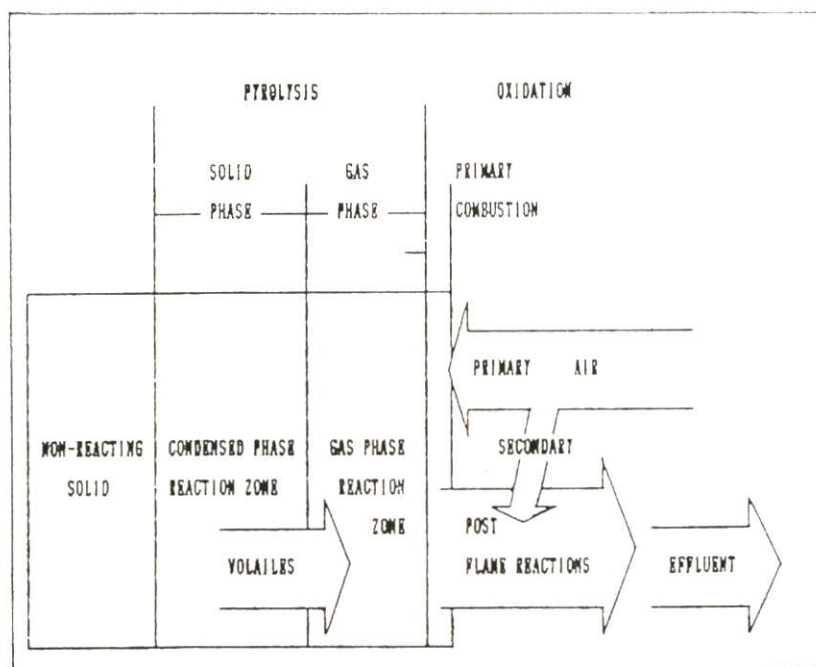 PYROLYSIS OXIDATION
SOLID GAS PRIMARY
PHASE PHASE COMBUSTION
PRIMARY AIR
SECONDARY
NON-REACTING
SOLID
CONDENSED PHASE
REACTION ZONE
GAS PHASE
REACTION
ZONE
VOLAILES
POST
FLAME REACTIONS
EFFLUENT